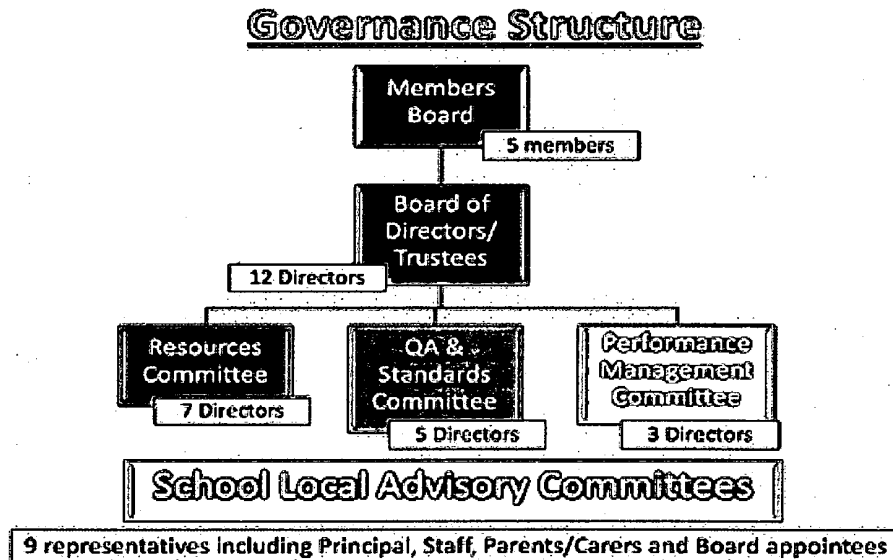 Governance Structure
Members
Board
5 members
Board of
Directors/
Trustees
12 Directors
Resources
Committee
7 Directors
QA &
Standards
Committee
5 Directors
Performance
Management
Committee
3 Directors
School Local Advisory Committees
9 representatives including Principal, Staff, Parents/Carers and Board appointees